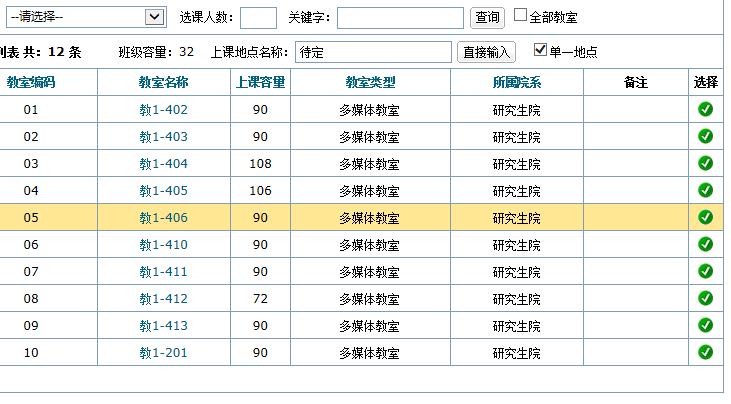 --请选择-- 选课人数： 关键字： 查询 全部教室
列表 共：12 条 班级容量：32 上课地点名称： 待定 直接输入 单一地点
教室编码 教室名称 上课容量 教室类型 所属院系 备注 选择
01 教1-402 90 多媒体教室 研究生院
02 教1-403 90 多媒体教室 研究生院
03 教1-404 108 多媒体教室 研究生院
04 教1-405 106 多媒体教室 研究生院
05 教1-406 90 多媒体教室 研究生院
06 教1-410 90 多媒体教室 研究生院
07 教1-411 90 多媒体教室 研究生院
08 教1-412 72 多媒体教室 研究生院
09 教1-413 90 多媒体教室 研究生院
10 教1-201 90 多媒体教室 研究生院